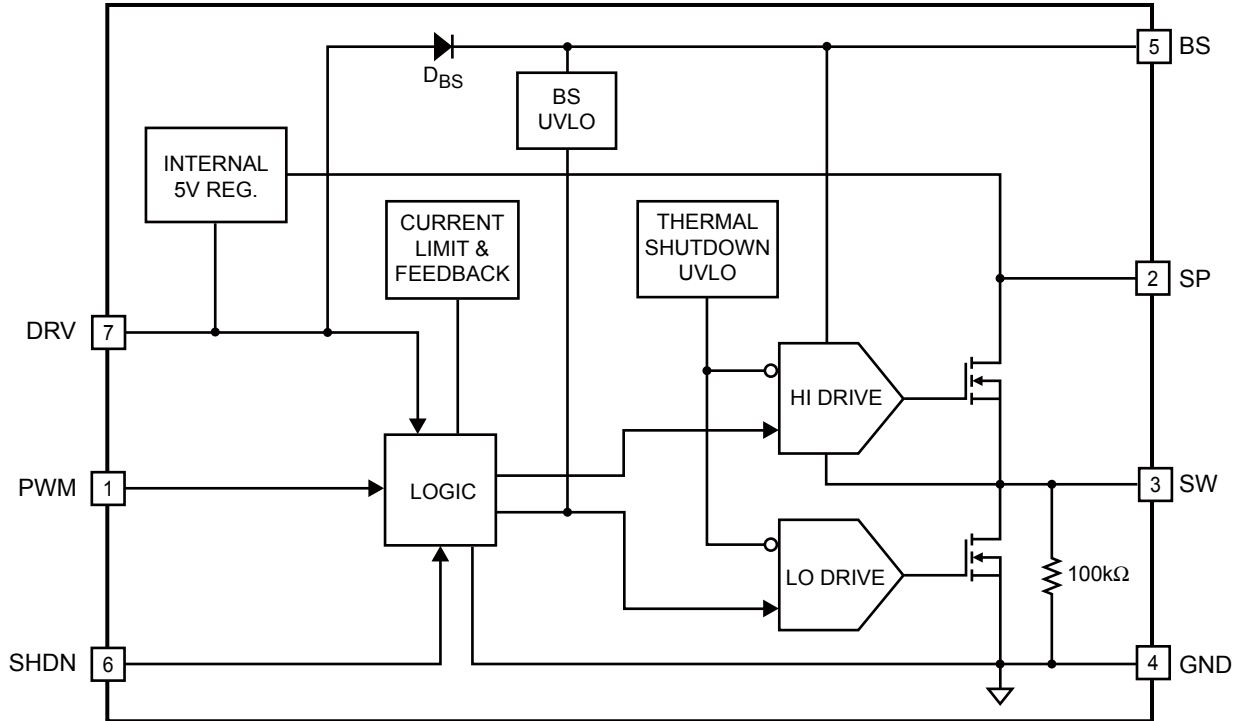 5 BS
D_BS
BS
UVLO
INTERNAL
5V REG.
CURRENT
LIMIT &
FEEDBACK
THERMAL
SHUTDOWN
UVLO
2 SP
DRV 7
HI DRIVE
PWM 1
LOGIC
3 SW
LO DRIVE
100kΩ
SHDN 6
4 GND